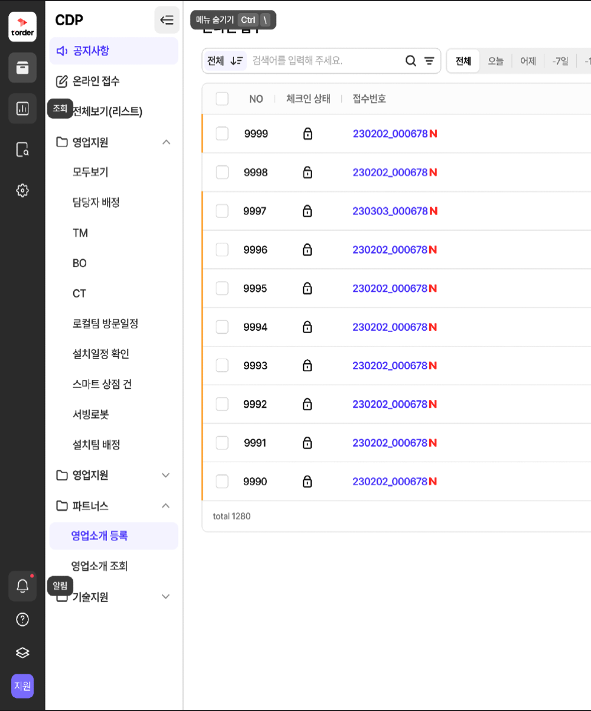 t'order
CDP
메뉴 숨기기 Ctrl \
공지사항
온라인 접수
조회
전체보기(리스트)
영업지원
모두보기
담당자 배정
TM
BO
CT
로컬팀 방문일정
설치일정 확인
스마트 상점 건
서빙로봇
설치팀 배정
영업지원
파트너스
영업소개 등록
영업소개 조회
알림
기술지원
지원
전체 검색어를 입력해 주세요. 전체 오늘 어제 -7일
NO 체크인 상태 접수번호
9999 230202_000678 N
9998 230202_000678 N
9997 230303_000678 N
9996 230202_000678 N
9995 230202_000678 N
9994 230202_000678 N
9993 230202_000678 N
9992 230202_000678 N
9991 230202_000678 N
9990 230202_000678 N
total 1280